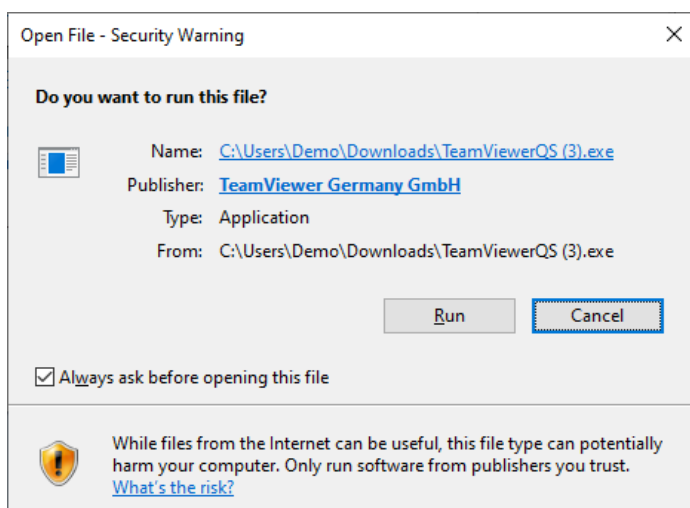 Open File - Security Warning
Do you want to run this file?
Name: C:\Users\Demo\Downloads\TeamViewerQS (3).exe
Publisher: TeamViewer Germany GmbH
Type: Application
From: C:\Users\Demo\Downloads\TeamViewerQS (3).exe
Run Cancel
Always ask before opening this file
While files from the Internet can be useful, this file type can potentially
harm your computer. Only run software from publishers you trust.
What's the risk?